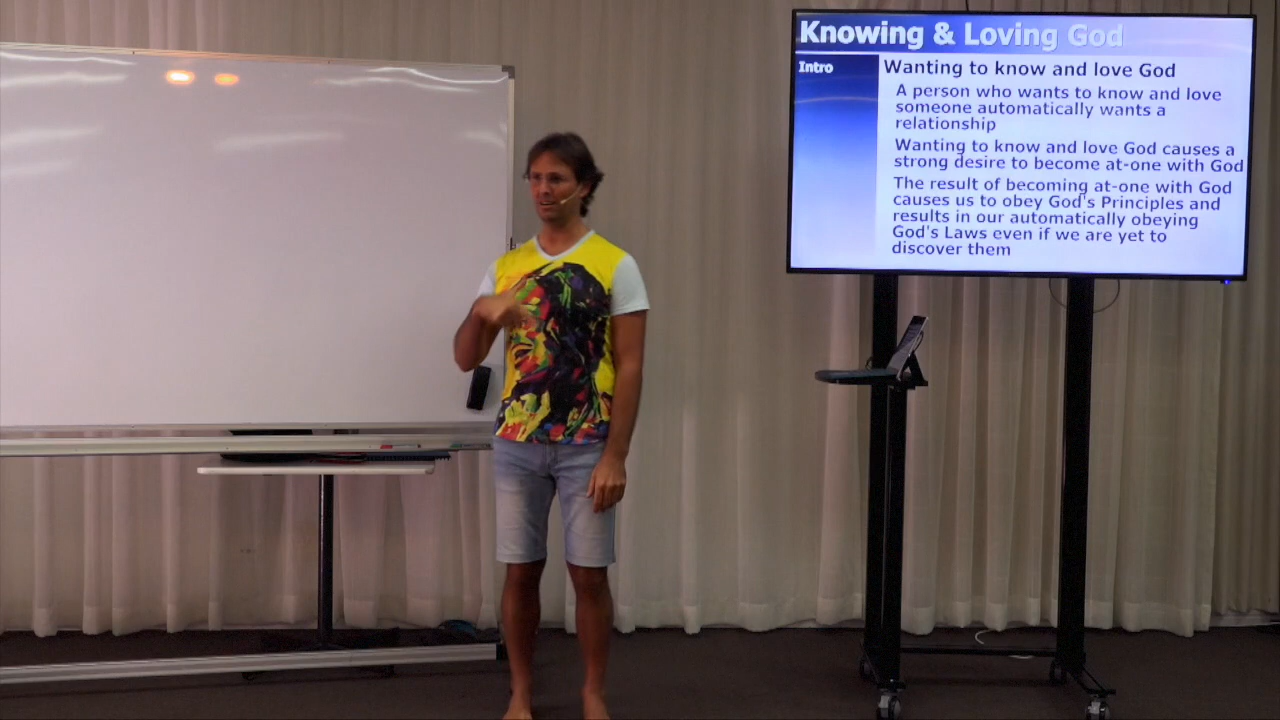 Knowing & Loving God
Intro
Wanting to know and love God
A person who wants to know and love
someone automatically wants a
relationship
Wanting to know and love God causes a
strong desire to become at-one with God
The result of becoming at-one with God
causes us to obey God's Principles and
results in our automatically obeying
God's Laws even if we are yet to
discover them